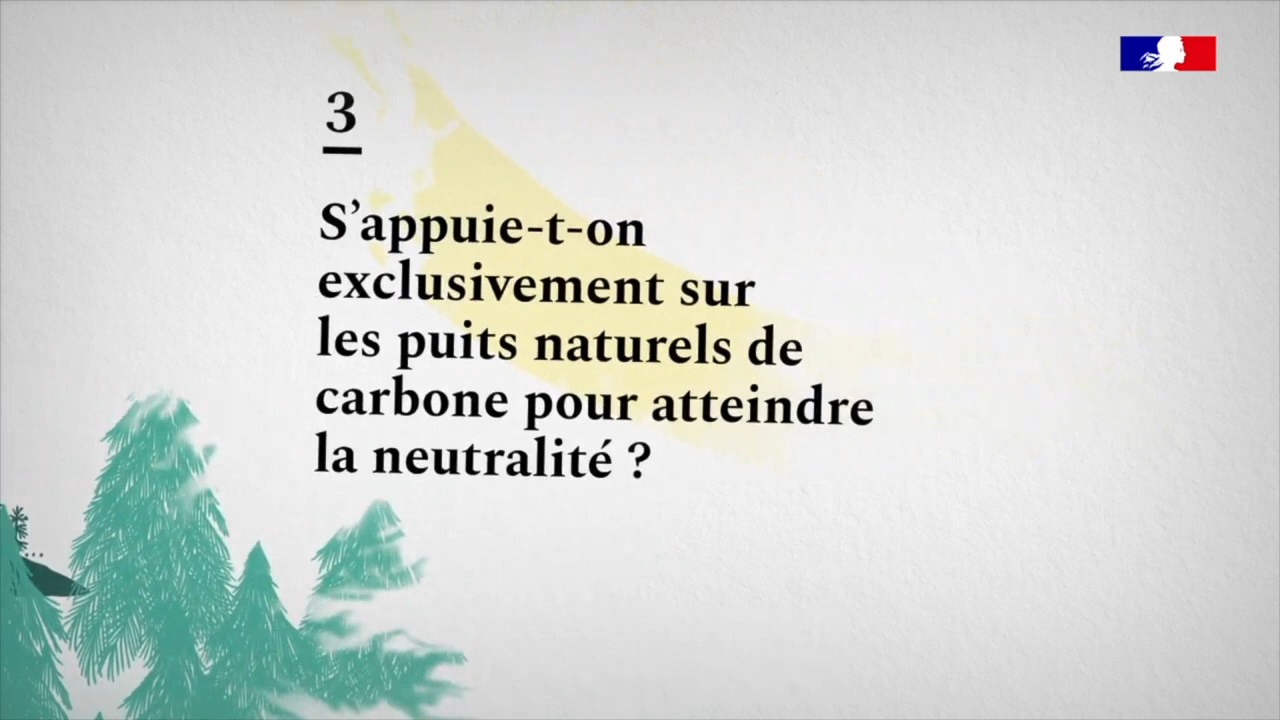 3
S’appuie-t-on
exclusivement sur
les puits naturels de
carbone pour atteindre
la neutralité ?